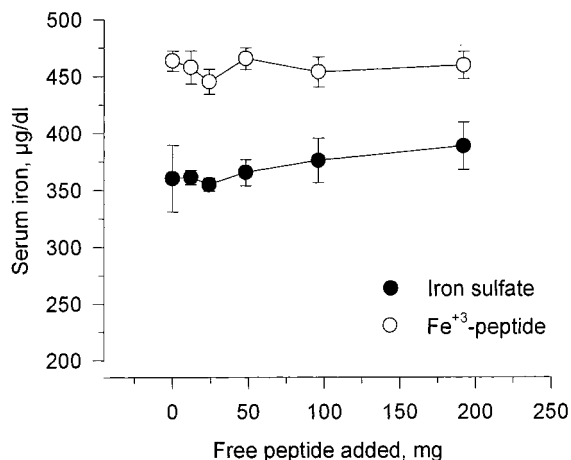 500
450
400
350
300
250
200
Serum iron, µg/dl
Iron sulfate
Fe+3-peptide
0 50 100 150 200 250
Free peptide added, mg